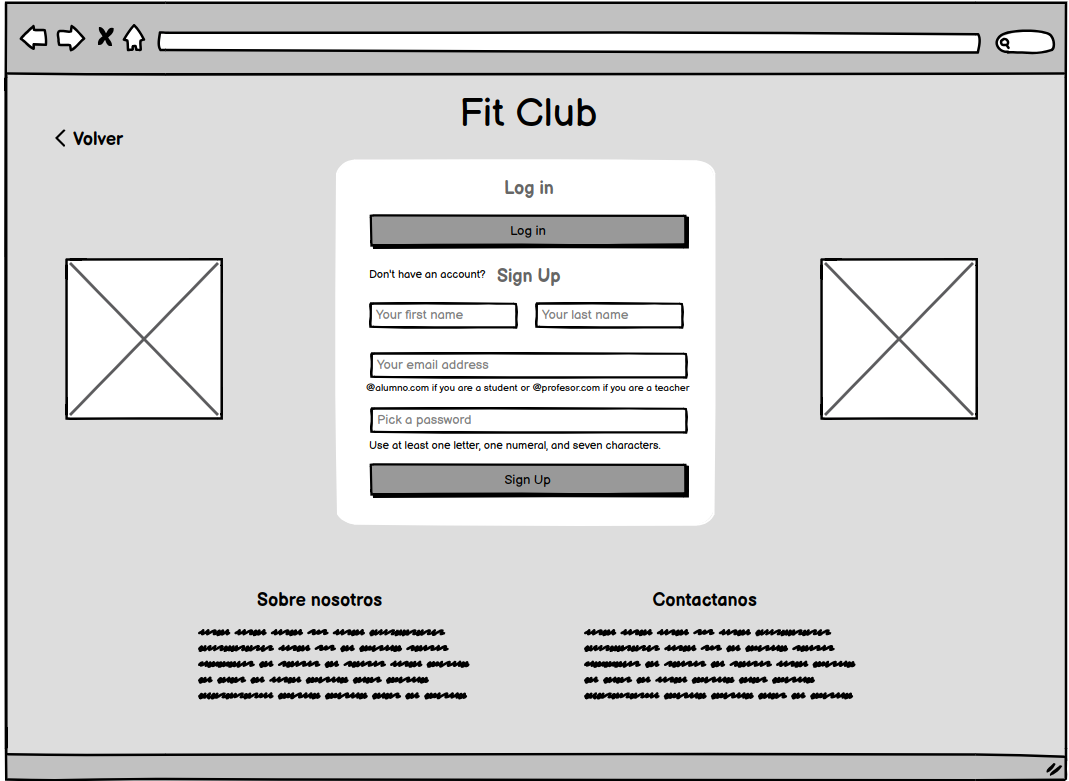 Fit Club
Volver
Log in
Log in
Don't have an account? Sign Up
Your first name Your last name
Your email address
@alumno.com if you are a student or @profesor.com if you are a teacher
Pick a password
Use at least one letter, one numeral, and seven characters.
Sign Up
Sobre nosotros Contactanos